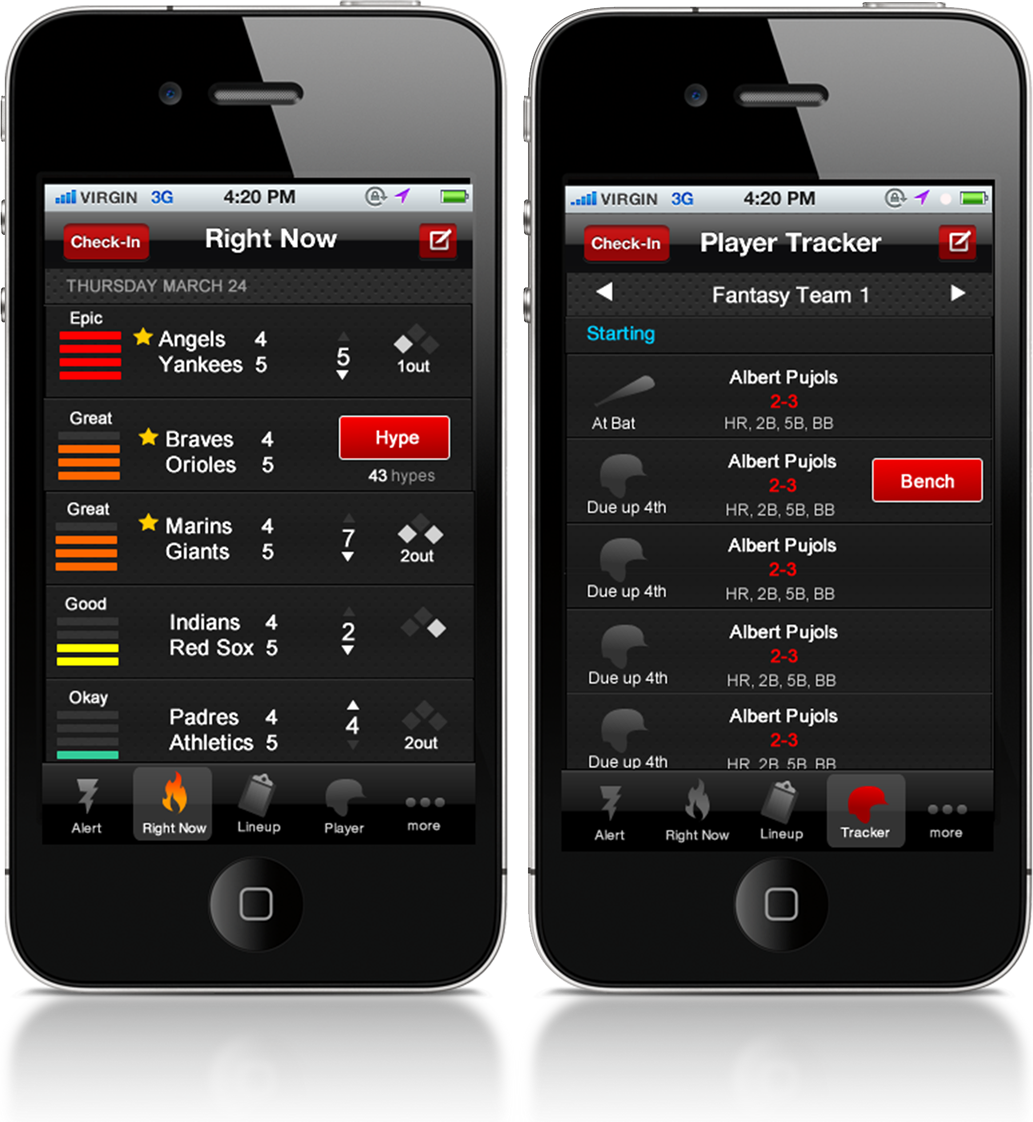 VIRGIN 3G 4:20 PM
Check-In Right Now
THURSDAY MARCH 24
Epic
Angels 4
Yankees 5
5
1out
Great
Braves 4
Orioles 5
Hype
43 hypes
Great
Marins 4
Giants 5
7
2out
Good
Indians 4
Red Sox 5
2
Okay
Padres 4
Athletics 5
4
2out
Alert Right Now Lineup Player more
VIRGIN 3G 4:20 PM
Check-In Player Tracker
Fantasy Team 1
Starting
At Bat
Albert Pujols
2-3
HR, 2B, 5B, BB
Due up 4th
Albert Pujols
2-3
HR, 2B, 5B, BB
Bench
Due up 4th
Albert Pujols
2-3
HR, 2B, 5B, BB
Due up 4th
Albert Pujols
2-3
HR, 2B, 5B, BB
Due up 4th
Albert Pujols
2-3
HR, 2B, 5B, BB
Alert Right Now Lineup Tracker more